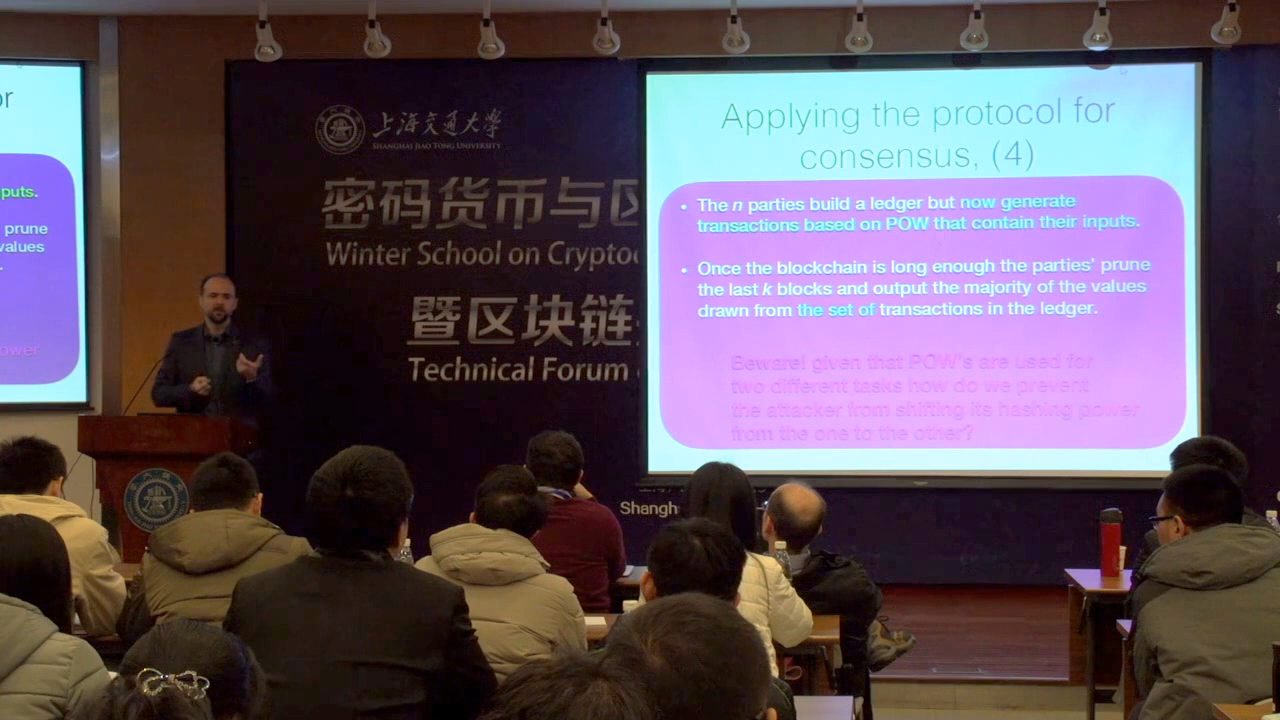 or
puts.
prune
values
ower
上海交通大学
SHANGHAI JIAO TONG UNIVERSITY
密码货币与区
Winter School on Cryptoc
暨区块链
Technical Forum
Shangh
Applying the protocol for
consensus, (4)
• The n parties build a ledger but now generate
transactions based on POW that contain their inputs.
• Once the blockchain is long enough the parties’ prune
the last k blocks and output the majority of the values
drawn from the set of transactions in the ledger.
Beware! given that POW's are used for
two different tasks how do we prevent
the attacker from shifting its hashing power
from the one to the other?